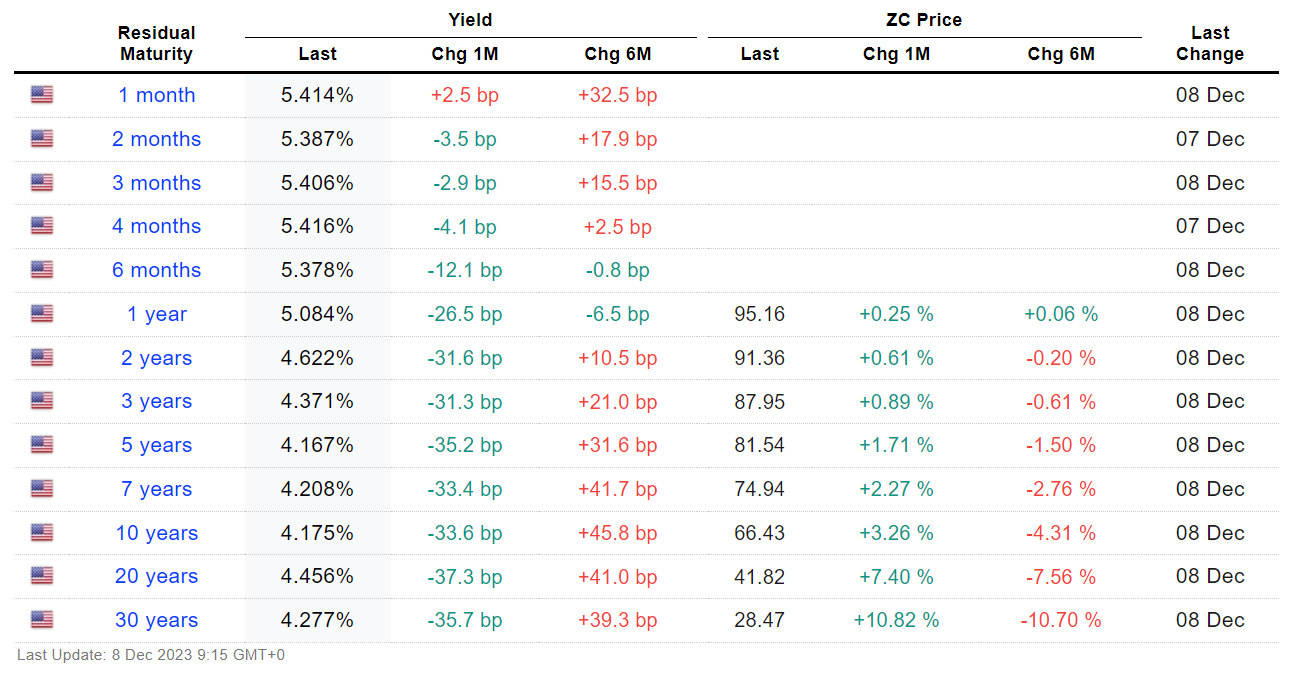 Yield ZC Price
Residual Maturity Last Chg 1M Chg 6M Last Chg 1M Chg 6M Last Change
1 month 5.414% +2.5 bp +32.5 bp 08 Dec
2 months 5.387% -3.5 bp +17.9 bp 07 Dec
3 months 5.406% -2.9 bp +15.5 bp 08 Dec
4 months 5.416% -4.1 bp +2.5 bp 07 Dec
6 months 5.378% -12.1 bp -0.8 bp 08 Dec
1 year 5.084% -26.5 bp -6.5 bp 95.16 +0.25 % +0.06 % 08 Dec
2 years 4.622% -31.6 bp +10.5 bp 91.36 +0.61 % -0.20 % 08 Dec
3 years 4.371% -31.3 bp +21.0 bp 87.95 +0.89 % -0.61 % 08 Dec
5 years 4.167% -35.2 bp +31.6 bp 81.54 +1.71 % -1.50 % 08 Dec
7 years 4.208% -33.4 bp +41.7 bp 74.94 +2.27 % -2.76 % 08 Dec
10 years 4.175% -33.6 bp +45.8 bp 66.43 +3.26 % -4.31 % 08 Dec
20 years 4.456% -37.3 bp +41.0 bp 41.82 +7.40 % -7.56 % 08 Dec
30 years 4.277% -35.7 bp +39.3 bp 28.47 +10.82 % -10.70 % 08 Dec
Last Update: 8 Dec 2023 9:15 GMT+0